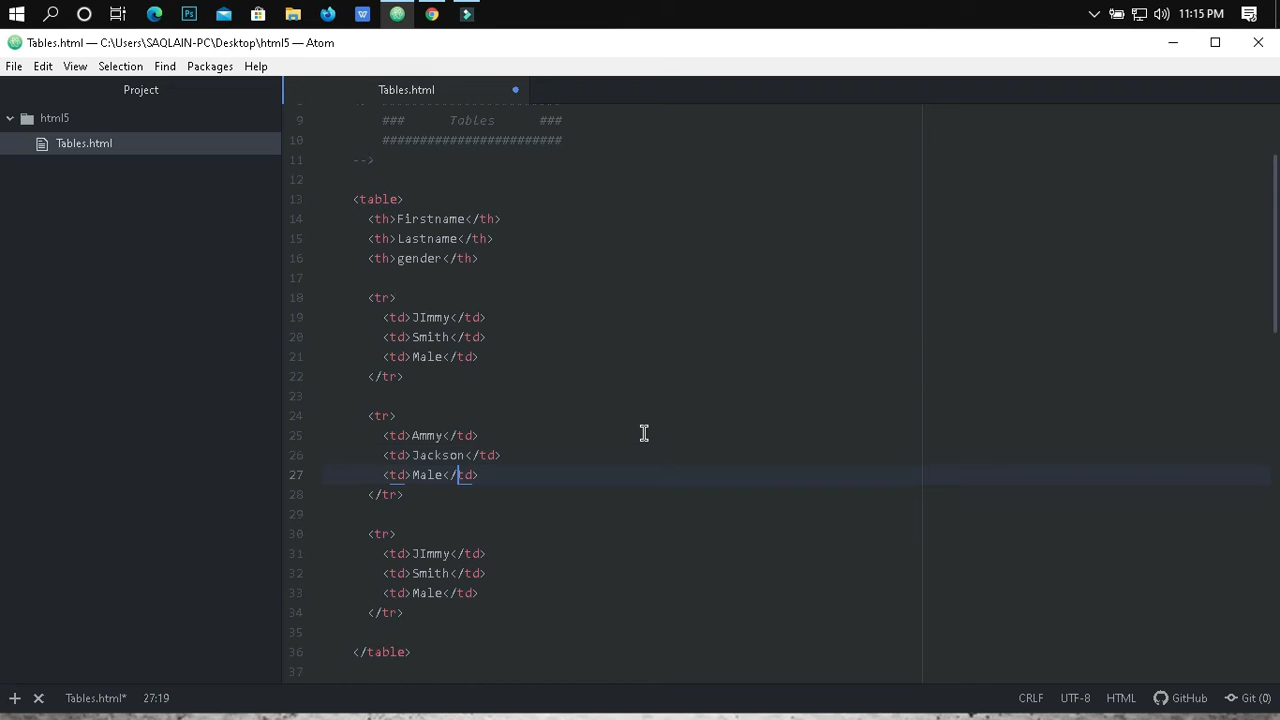 11:15 PM
Tables.html — C:\Users\SAQLAIN-PC\Desktop\html5 — Atom
File Edit View Selection Find Packages Help
Project
Tables.html
html5
Tables.html
9 ### Tables ###
10 ########################
11 -->
12
13 <table>
14 <th>Firstname</th>
15 <th>Lastname</th>
16 <th>gender</th>
17
18 <tr>
19 <td>JImmy</td>
20 <td>Smith</td>
21 <td>Male</td>
22 </tr>
23
24 <tr>
25 <td>Ammy</td>
26 <td>Jackson</td>
27 <td>Male</td>
28 </tr>
29
30 <tr>
31 <td>JImmy</td>
32 <td>Smith</td>
33 <td>Male</td>
34 </tr>
35
36 </table>
37
Tables.html* 27:19 CRLF UTF-8 HTML GitHub Git (0)